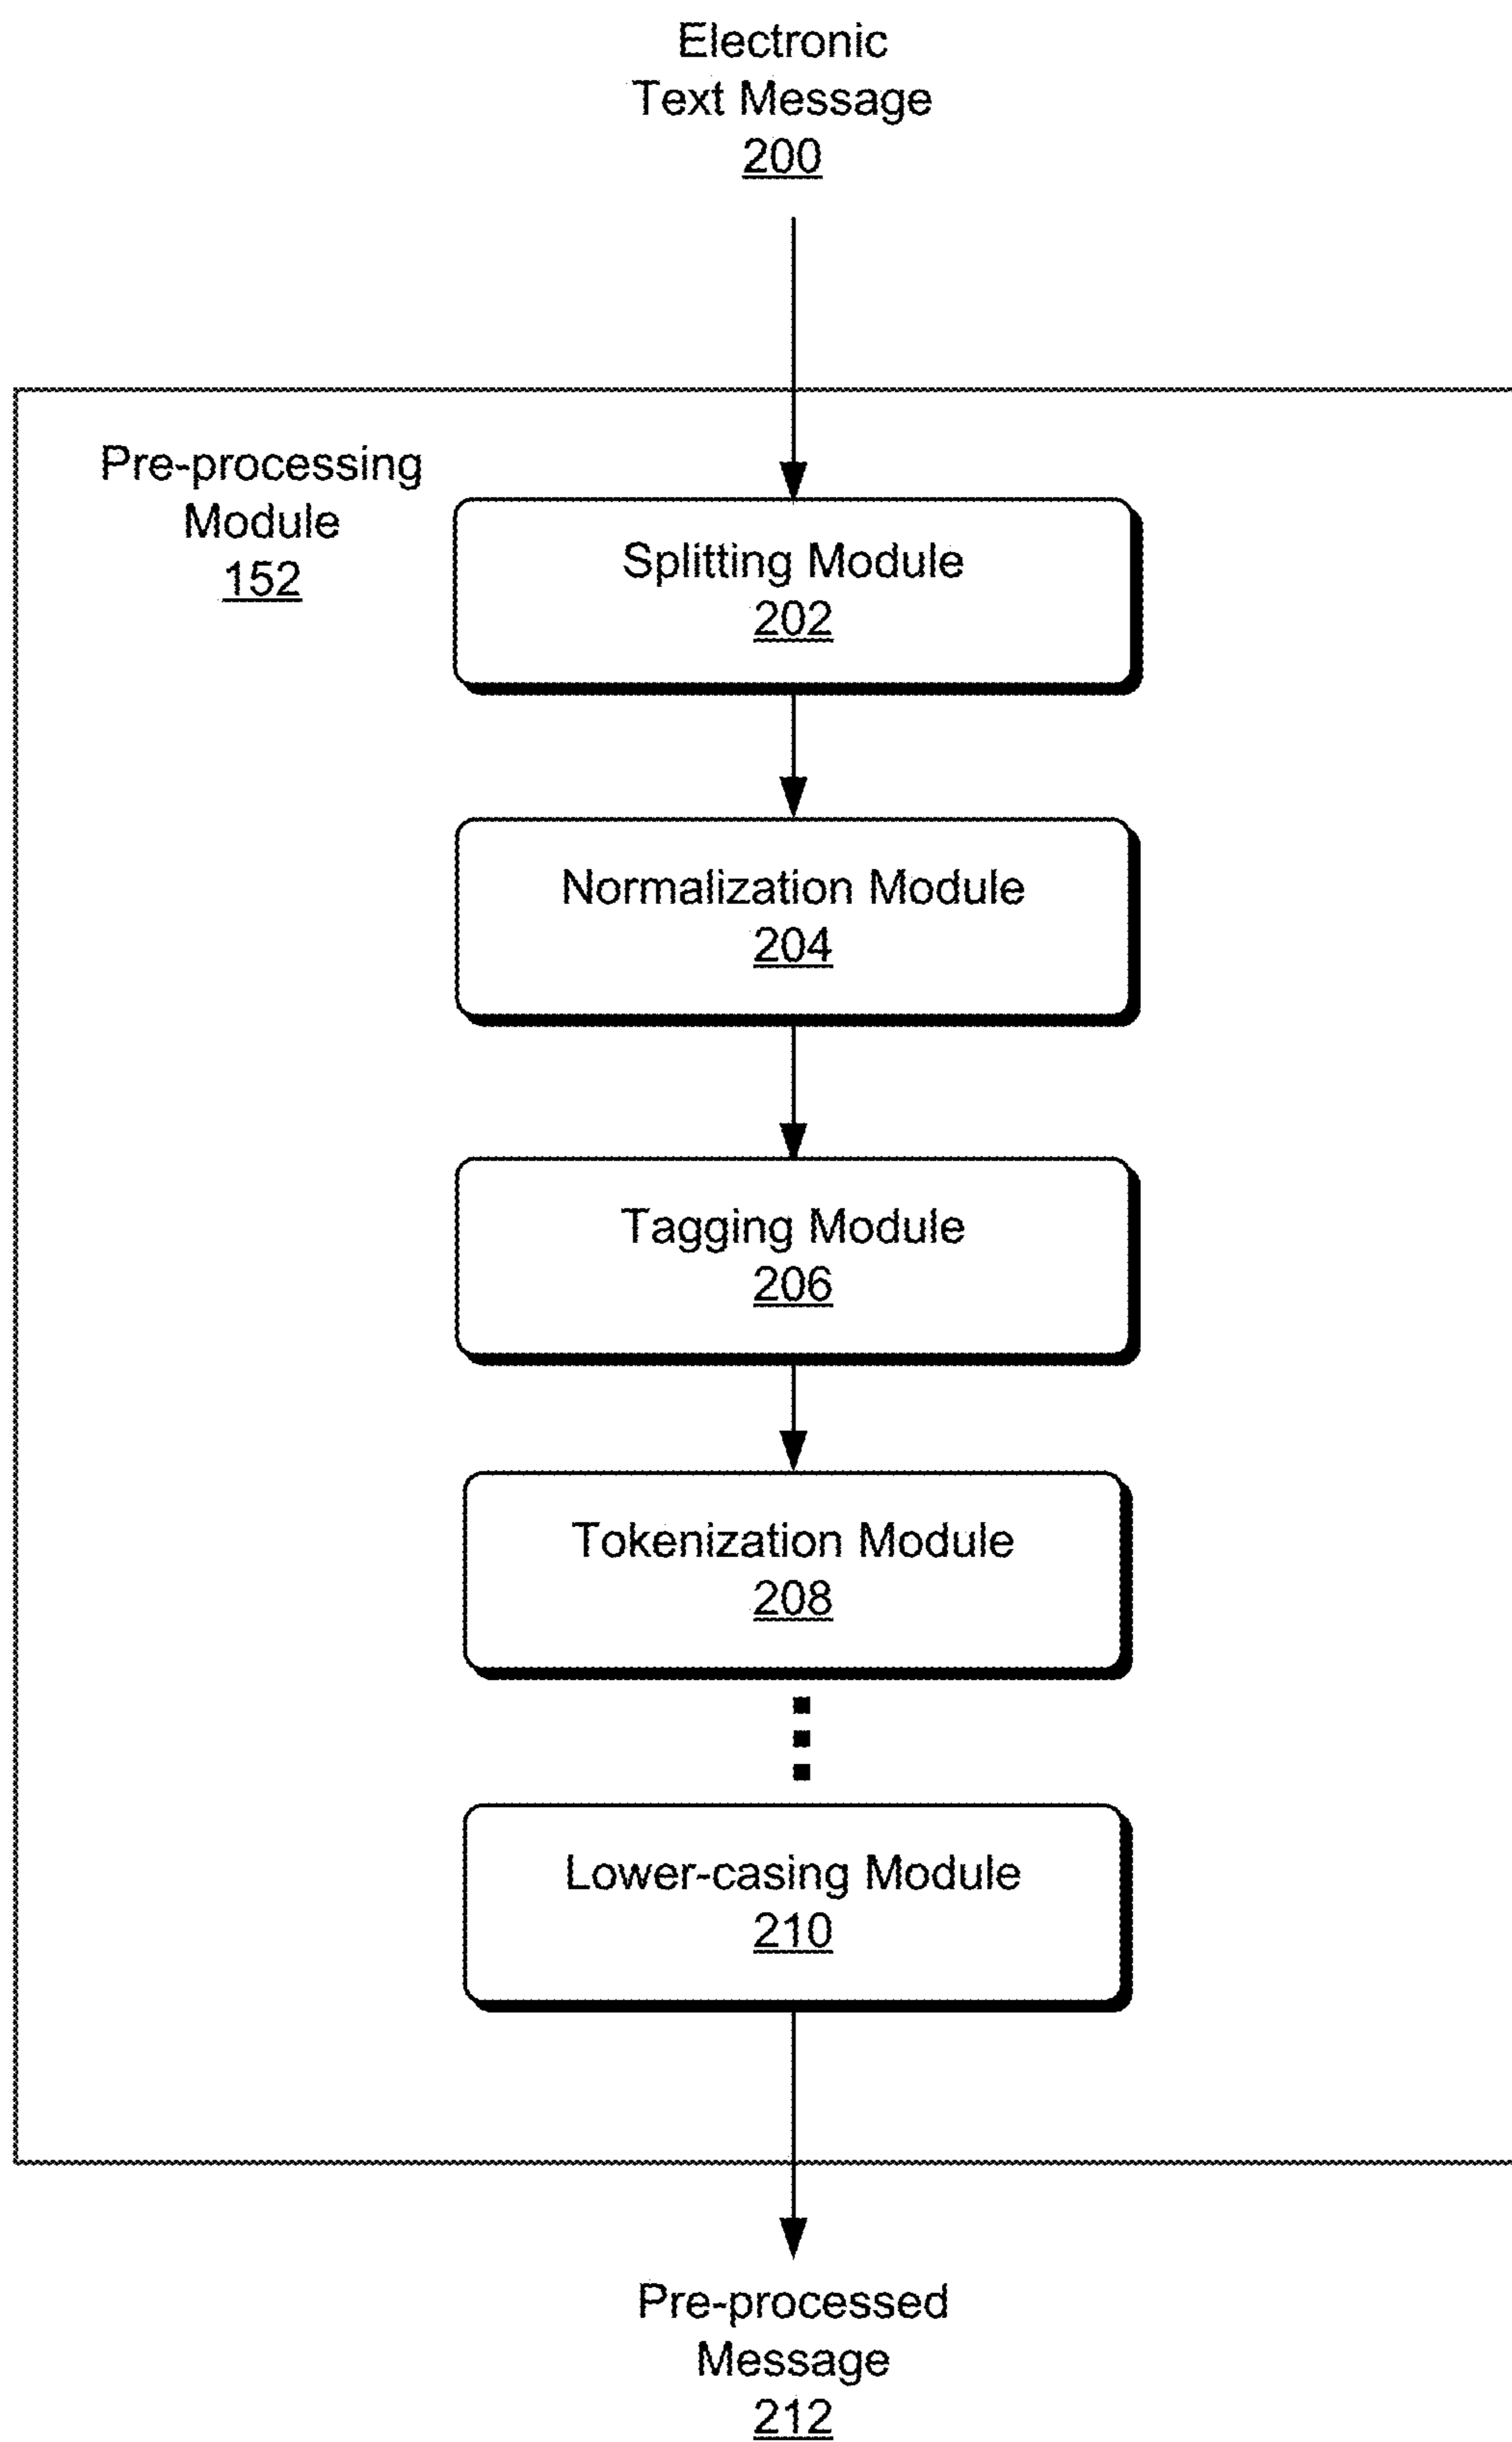 Electronic
Text Message
200
Pre-processing
Module
152
Splitting Module
202
Normalization Module
204
Tagging Module
206
Tokenization Module
208
Lower-casing Module
210
Pre-processed
Message
212